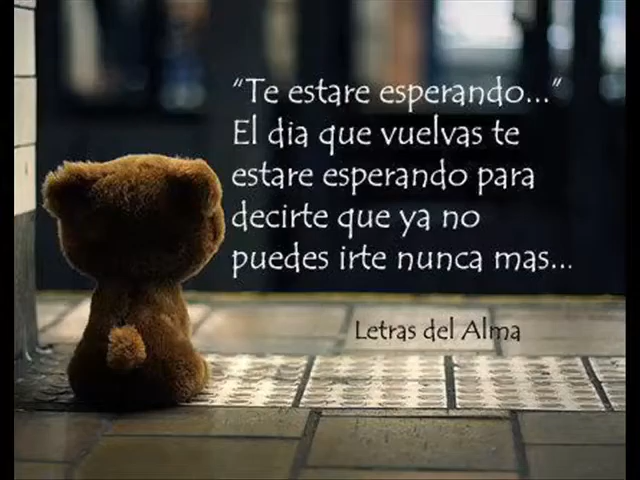 “Te estare esperando...“
El dia que vuelvas te
estare esperando para
decirte que ya no
puedes irte nunca mas...
Letras del Alma